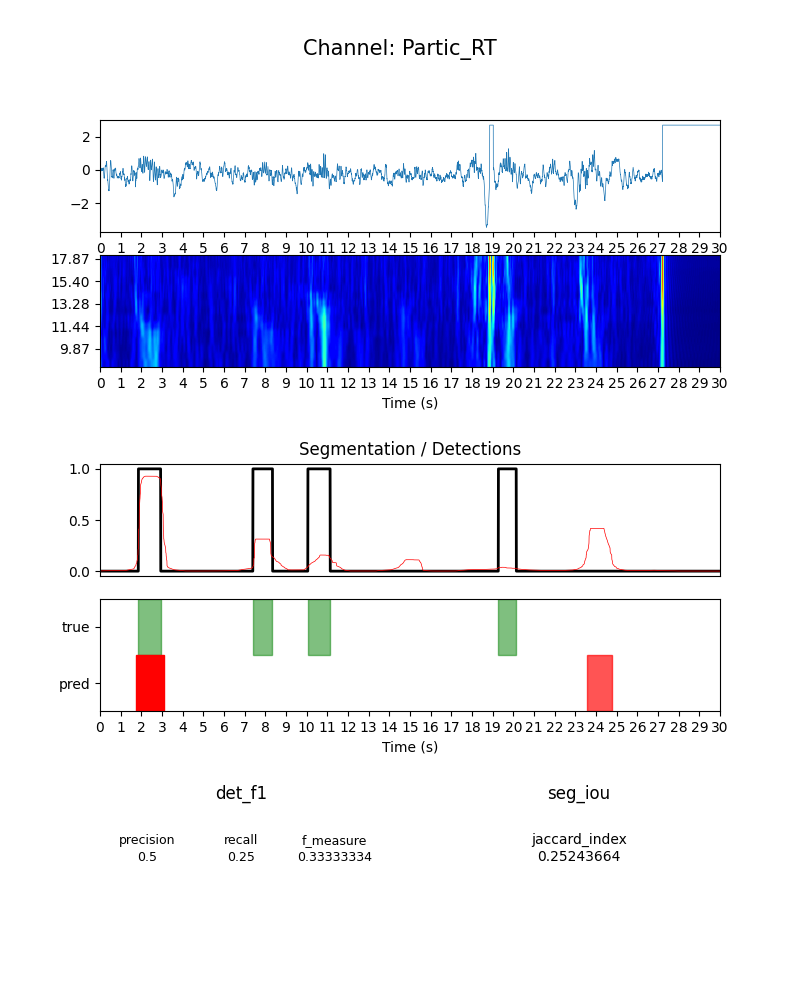 Channel: Partic_RT
2
0
−2
0 1 2 3 4 5 6 7 8 9 10 11 12 13 14 15 16 17 18 19 20 21 22 23 24 25 26 27 28 29 30
17.87
15.40
13.28
11.44
9.87
0 1 2 3 4 5 6 7 8 9 10 11 12 13 14 15 16 17 18 19 20 21 22 23 24 25 26 27 28 29 30
Time (s)
Segmentation / Detections
1.0
0.5
0.0
true
pred
0 1 2 3 4 5 6 7 8 9 10 11 12 13 14 15 16 17 18 19 20 21 22 23 24 25 26 27 28 29 30
Time (s)
det_f1 seg_iou
precision recall f_measure jaccard_index
0.5 0.25 0.33333334 0.25243664